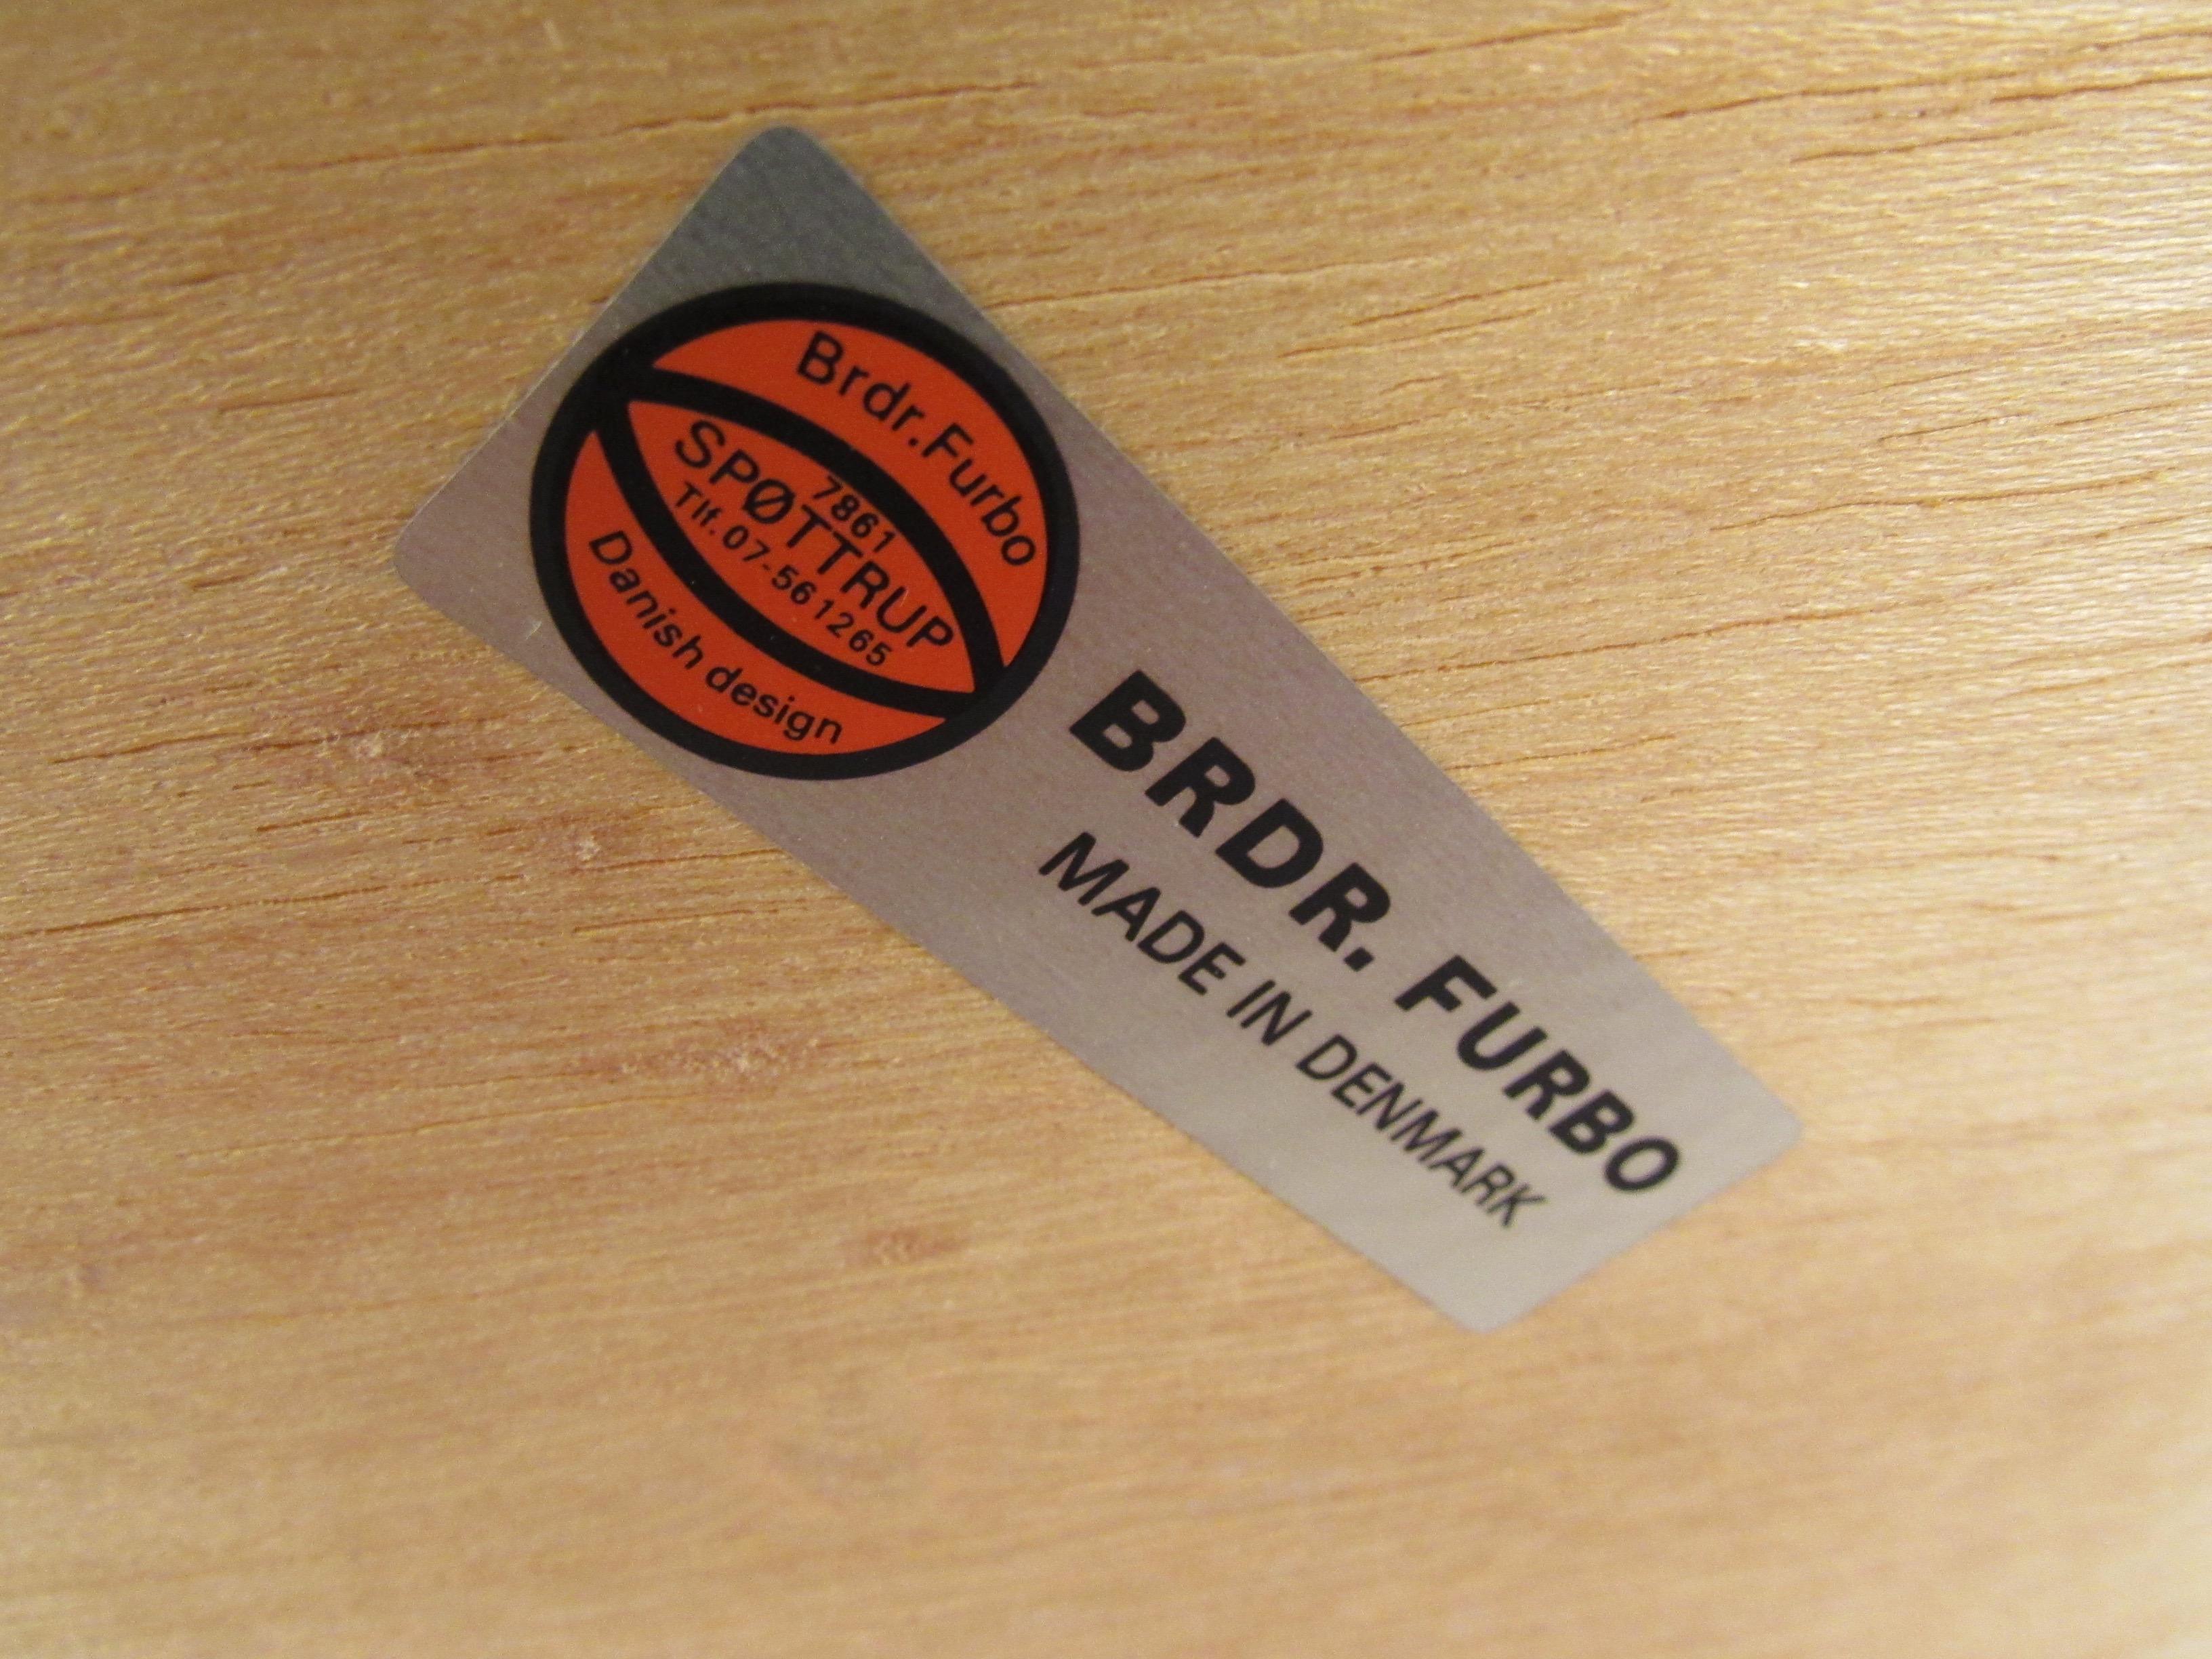 Brdr. Furbo
7861
SPØTTRUP
Tlf. 07-561265
Danish design
BRDR. FURBO
MADE IN DENMARK